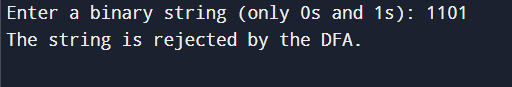 Enter a binary string (only 0s and 1s): 1101
The string is rejected by the DFA.